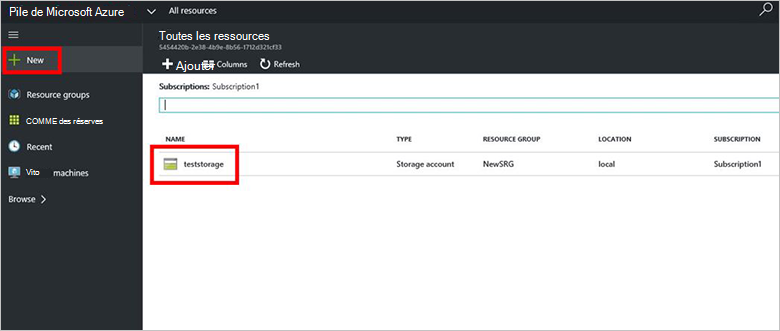 Pile de Microsoft Azure All resources
Toutes les ressources
5454420b-2e38-4b9e-8b56-1712d321cf33
New
Ajouter Columns Refresh
Subscriptions: Subscription1
Resource groups
COMME des réserves
Recent
Vito machines
Browse
NAME TYPE RESOURCE GROUP LOCATION SUBSCRIPTION
teststorage Storage account NewSRG local Subscription1